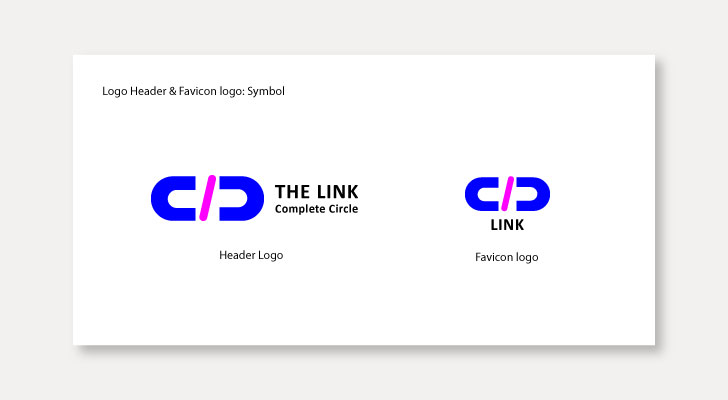 Logo Header & Favicon logo: Symbol
THE LINK
Complete Circle
Header Logo
LINK
Favicon logo